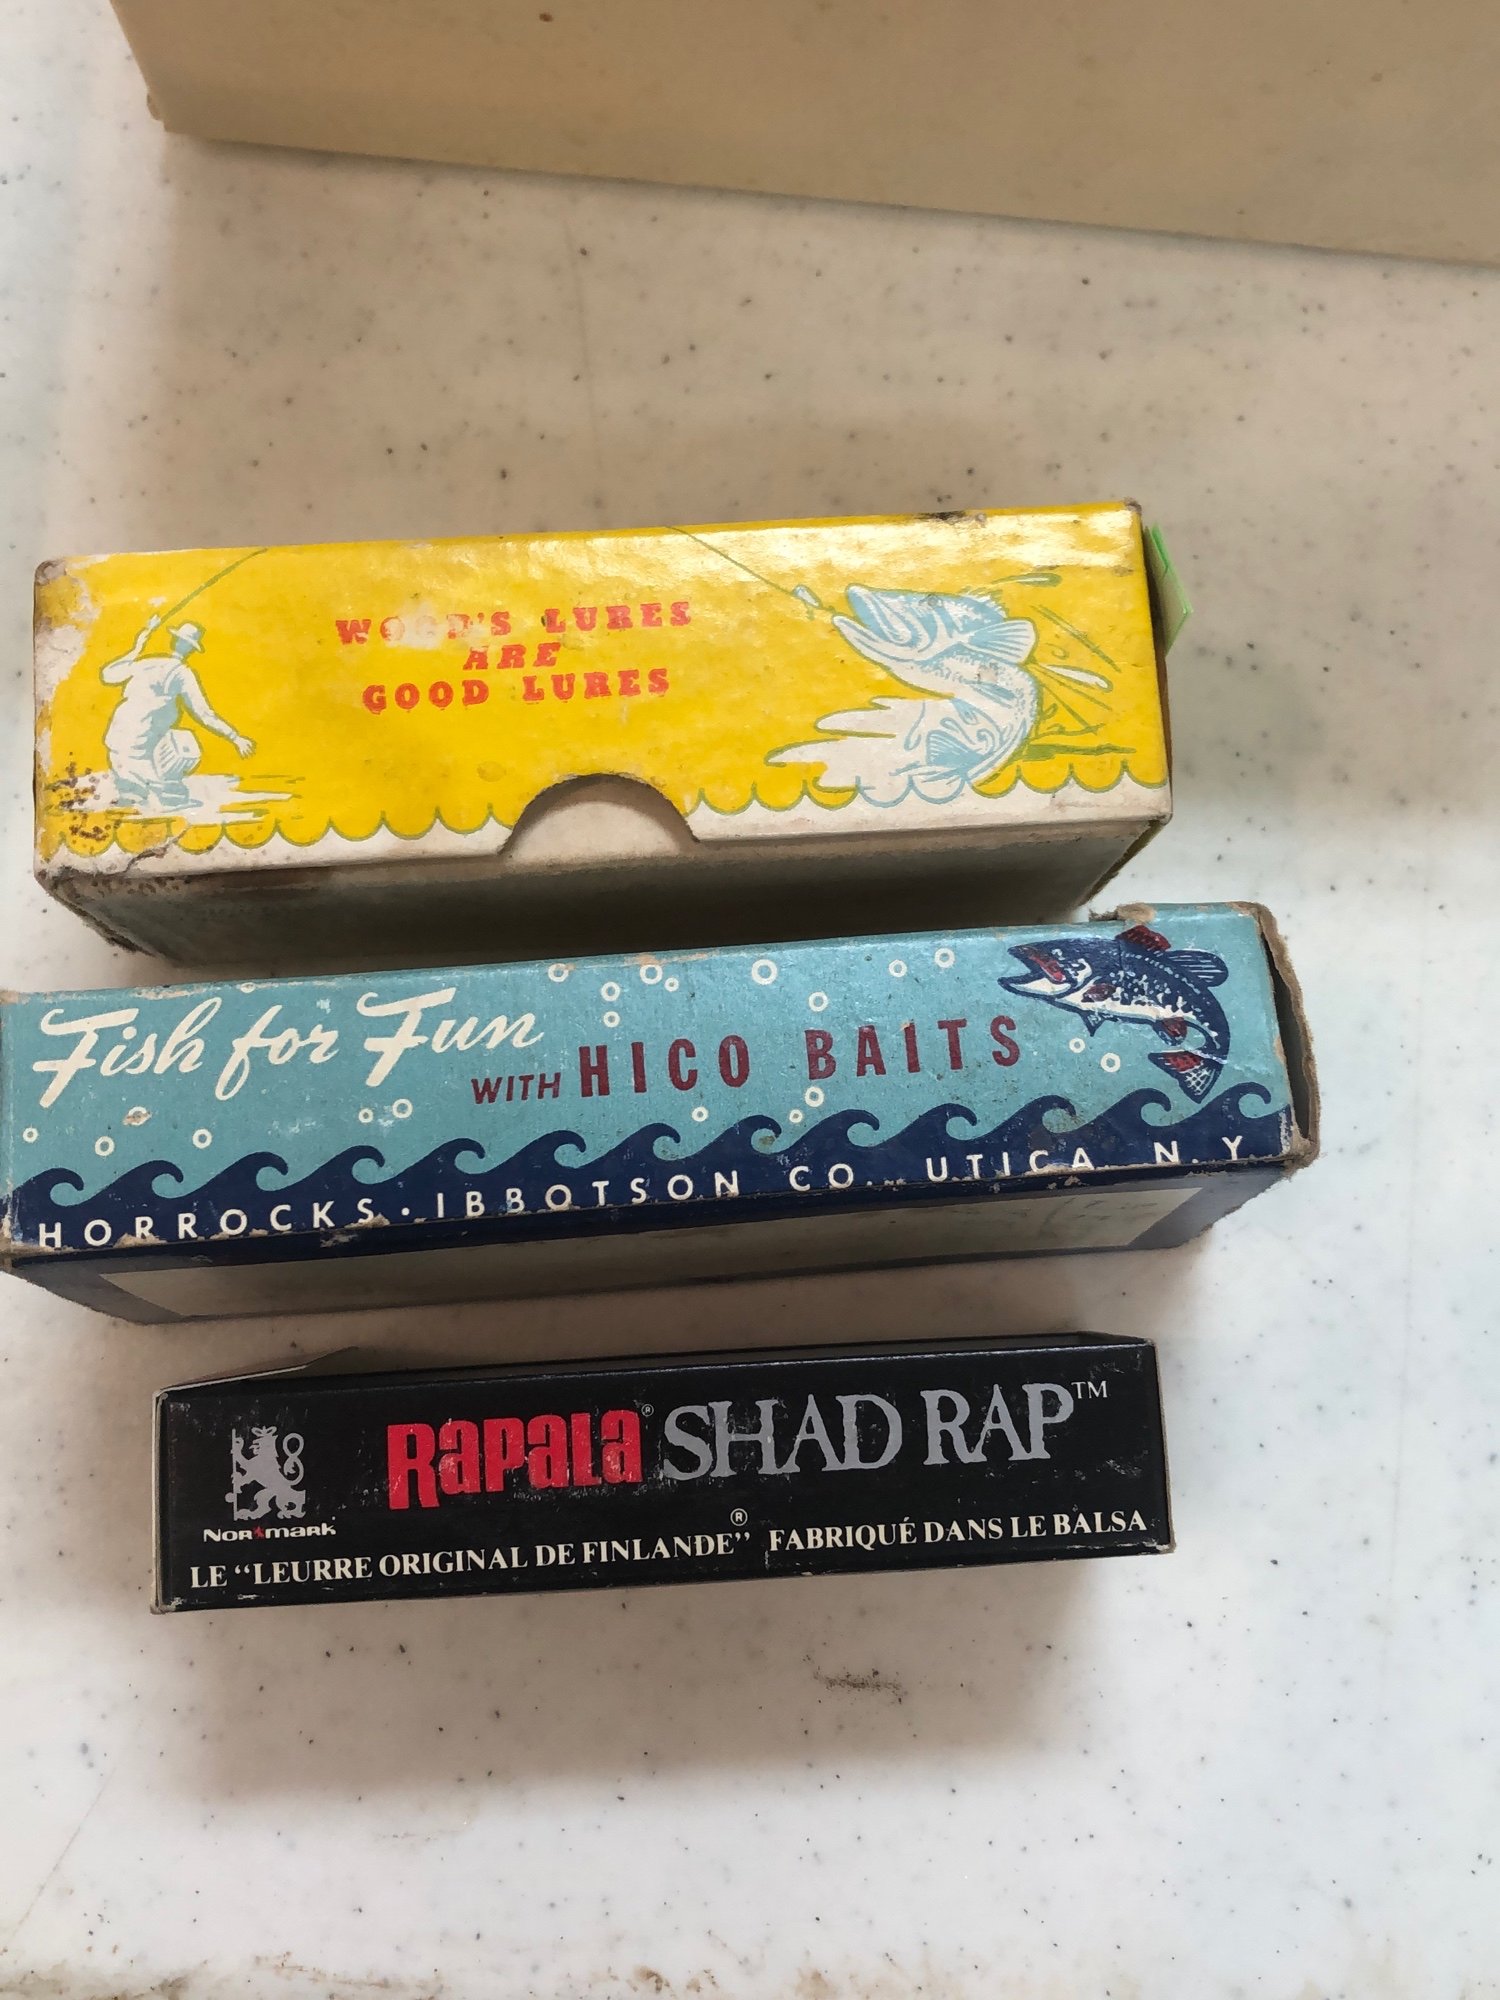 WOOD'S LURES
ARE
GOOD LURES
Fish for Fun WITH HICO BAITS
HORROCKS·IBBOTSON CO. UTICA N.Y.
RAPALA® SHAD RAP™
NORMARK
LE “LEURRE ORIGINAL DE FINLANDE”® FABRIQUÉ DANS LE BALSA